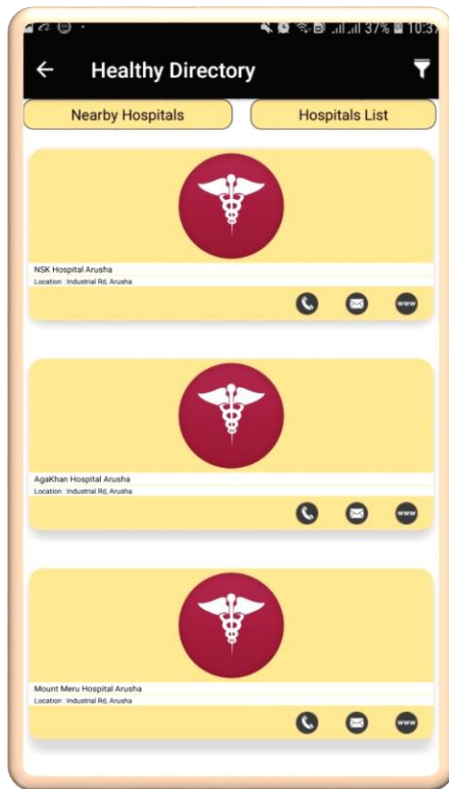 37% 10:37
Healthy Directory
Nearby Hospitals
Hospitals List
NSK Hospital Arusha
Location : Industrial Rd, Arusha
www
AgaKhan Hospital Arusha
Location : Industrial Rd, Arusha
www
Mount Meru Hospital Arusha
Location : Industrial Rd, Arusha
www